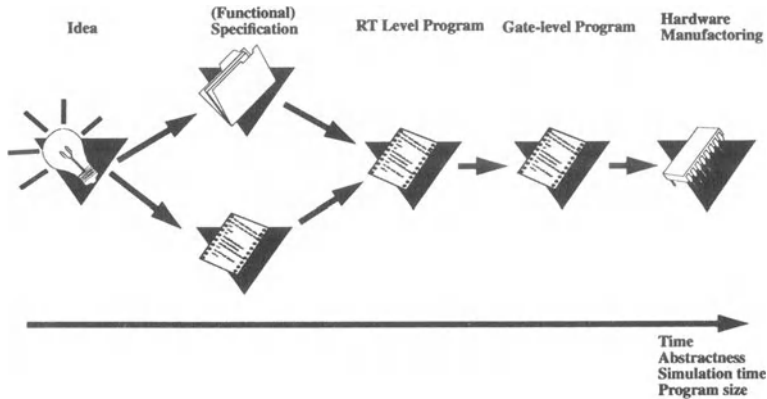 Idea
(Functional)
Specification
RT Level Program
Gate-level Program
Hardware
Manufactoring
Time
Abstractness
Simulation time
Program size